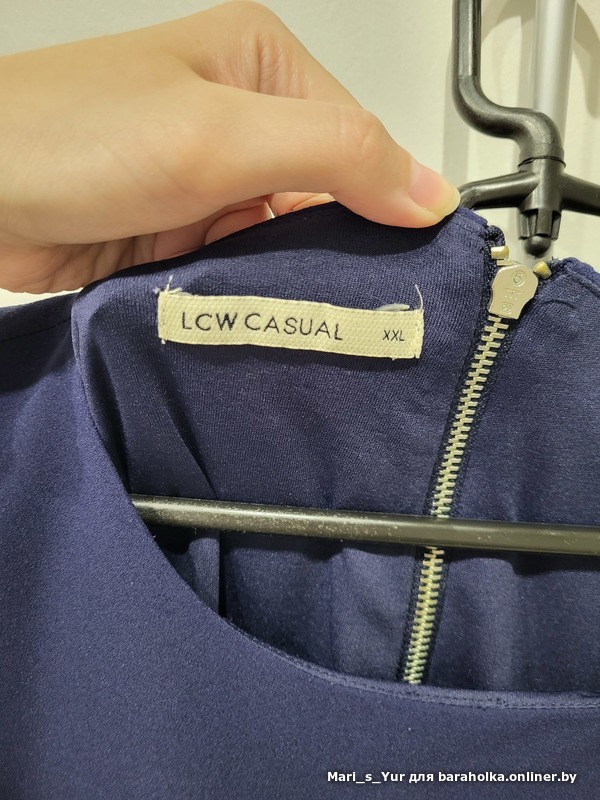 LCW CASUAL XXL
Mari_s_Yur для baraholka.onliner.by